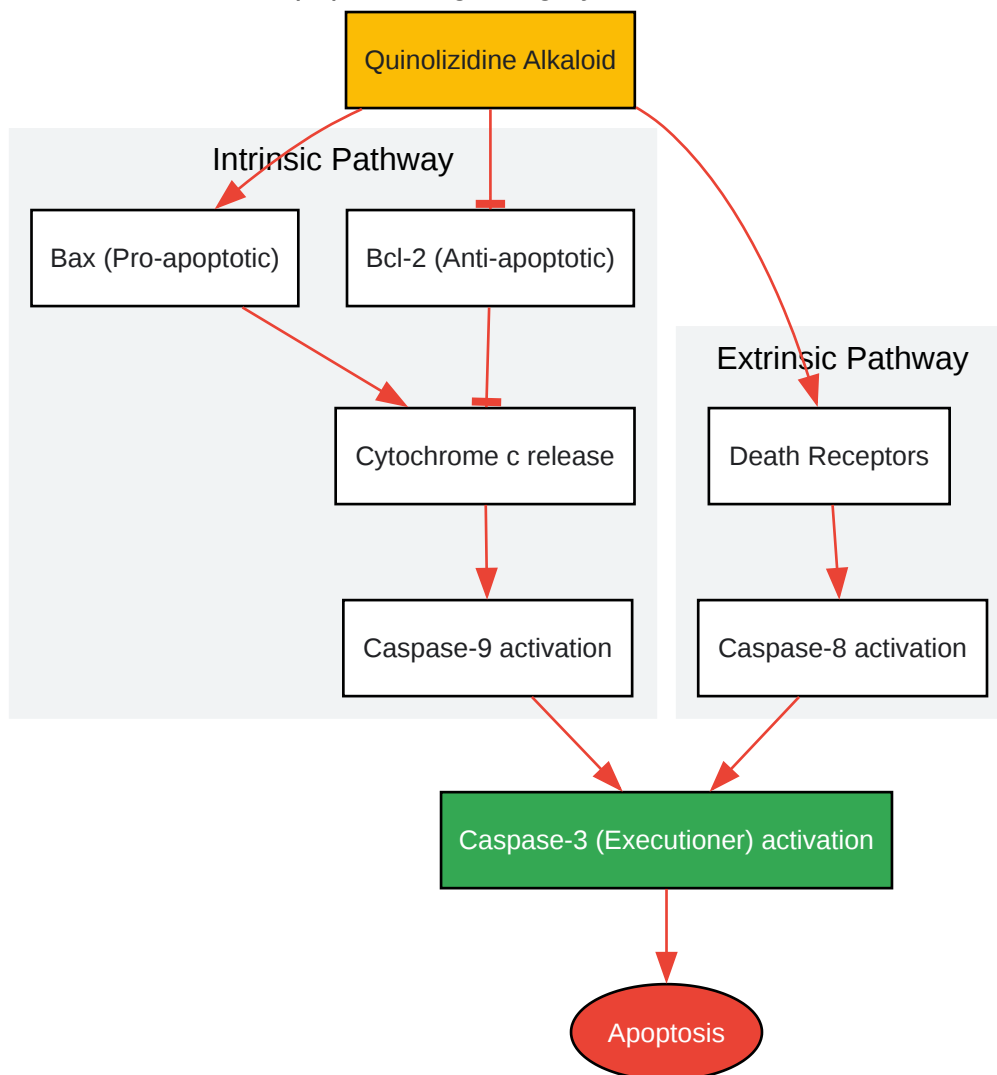 Quinolizidine Alkaloid
Intrinsic Pathway
Bax (Pro-apoptotic)
Bcl-2 (Anti-apoptotic)
Extrinsic Pathway
Cytochrome c release
Death Receptors
Caspase-9 activation
Caspase-8 activation
Caspase-3 (Executioner) activation
Apoptosis